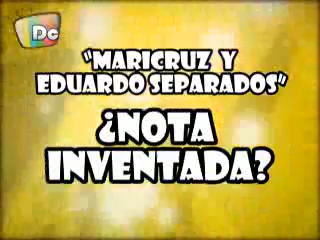 Dc
"MARICRUZ Y
EDUARDO SEPARADOS"
¿NOTA
INVENTADA?